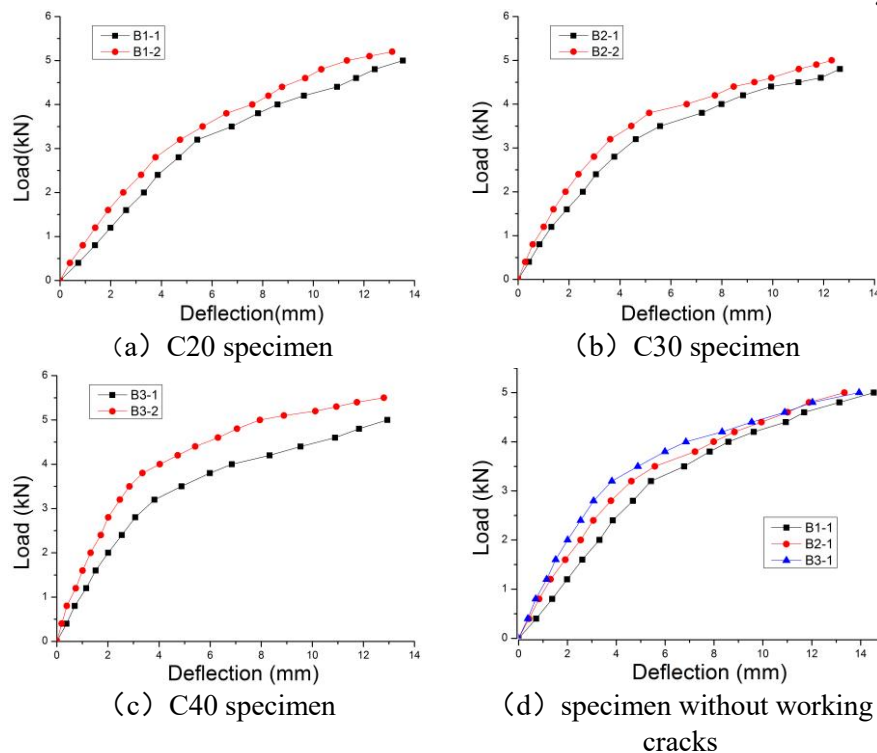 6
5
4
3
2
1
0
Load(kN)
B1-1
B1-2
0 2 4 6 8 10 12 14
Deflection(mm)
（a）C20 specimen
6
5
4
3
2
1
0
Load (kN)
B2-1
B2-2
0 2 4 6 8 10 12 14
Deflection (mm)
（b）C30 specimen
6
5
4
3
2
1
0
Load (kN)
B3-1
B3-2
0 2 4 6 8 10 12 14
Deflection (mm)
（c）C40 specimen
5
4
3
2
1
0
Load (kN)
B1-1
B2-1
B3-1
0 2 4 6 8 10 12 14
Deflection (mm)
（d）specimen without working
cracks